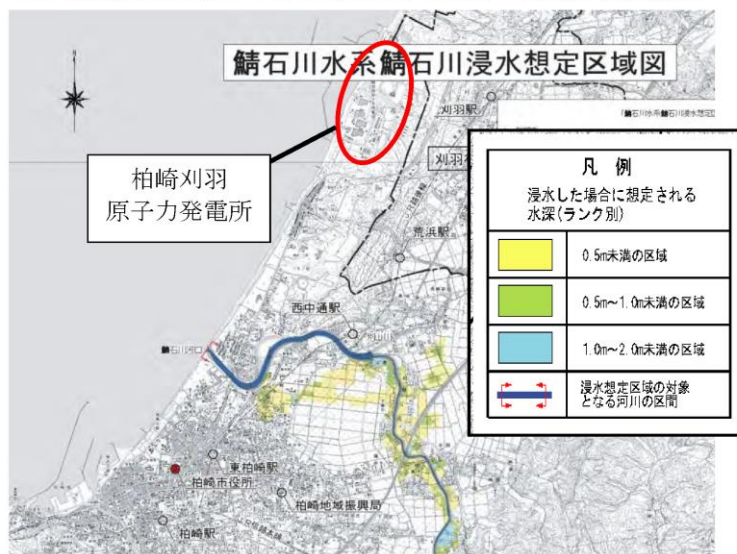 鯖石川水系鯖石川浸水想定区域図
刈羽駅
柏崎刈羽
原子力発電所
凡 例
浸水した場合に想定される
水深(ランク別)
0.5m未満の区域
0.5m～1.0m未満の区域
1.0m～2.0m未満の区域
浸水想定区域の対象
となる河川の区間
荒浜駅
西中通駅
鯖石川河口
東柏崎駅
柏崎市役所
柏崎地域振興局
柏崎駅